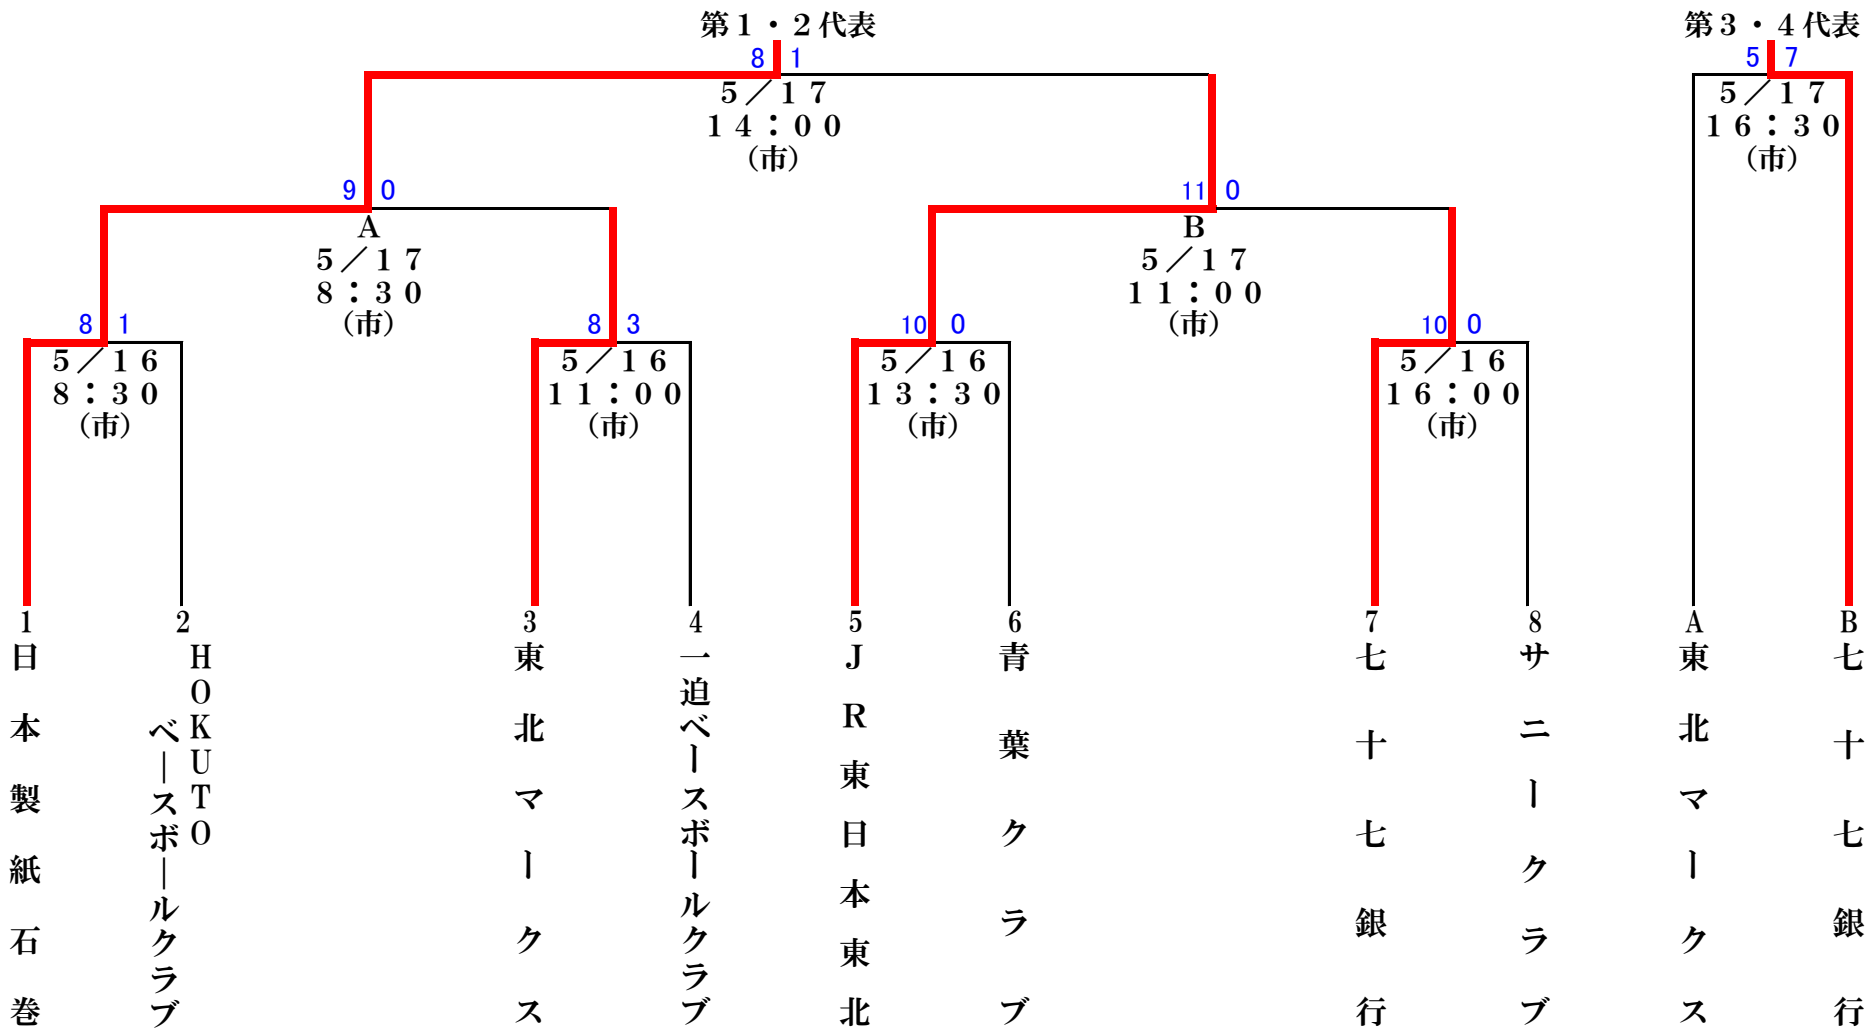 第１・２代表
8 1
５／１７
１４：００
（市）
第３・４代表
5 7
５／１７
１６：３０
（市）
9 0
Ａ
５／１７
８：３０
（市）
11 0
Ｂ
５／１７
１１：００
（市）
8 1
５／１６
８：３０
（市）
8 3
５／１６
１１：００
（市）
10 0
５／１６
１３：３０
（市）
10 0
５／１６
１６：００
（市）
1
日本製紙石巻
2
ＨＯＫＵＴＯ
ベースボールクラブ
3
東北マークス
4
一迫ベースボールクラブ
5
ＪＲ東日本東北
6
青葉クラブ
7
七十七銀行
8
サニークラブ
A
東北マークス
B
七十七銀行